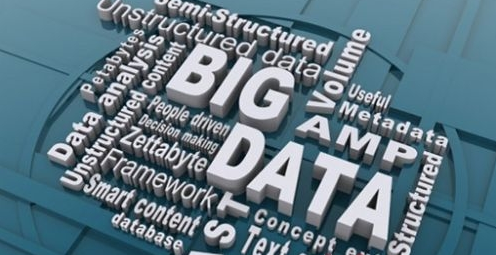 Semi-Structured
Unstructured data
Petabytes
Data analysis
Unstructured
content
BIG
DATA
Volume
AMP
Useful
Metadata
Structured
People driven
Decision making
Zettabyte
Framework
Smart content
database
Concept
Text